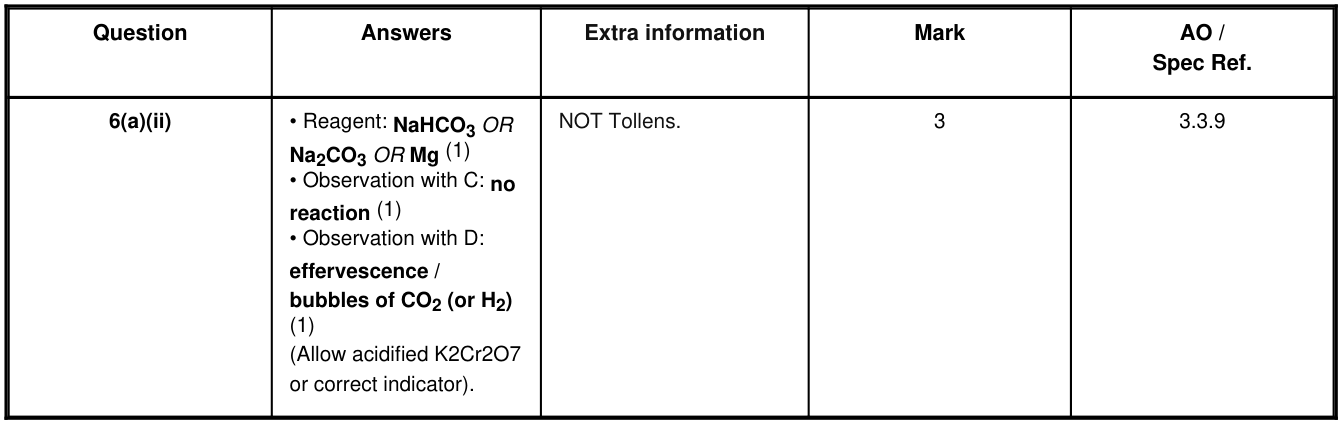 Question Answers Extra information Mark AO /
Spec Ref.
6(a)(ii) • Reagent: NaHCO3 OR NOT Tollens. 3 3.3.9
Na2CO3 OR Mg (1)
• Observation with C: no
reaction (1)
• Observation with D:
effervescence /
bubbles of CO2 (or H2)
(1)
(Allow acidified K2Cr2O7
or correct indicator).